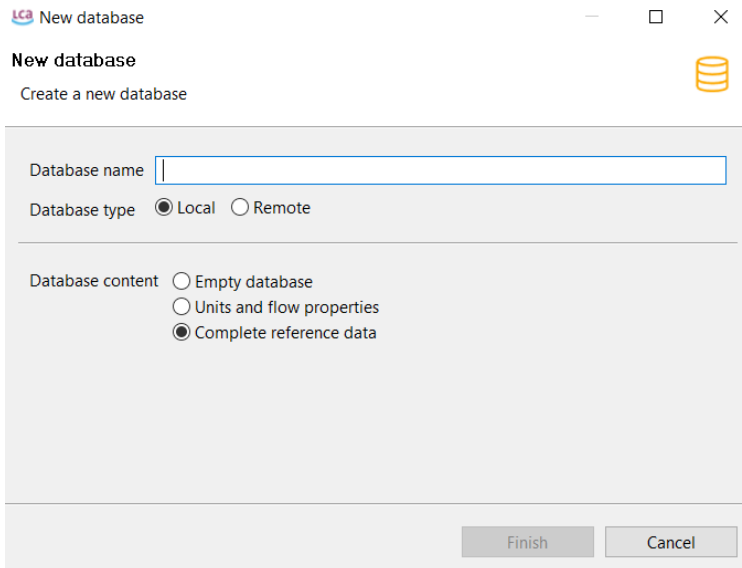 LCA New database
New database
Create a new database
Database name
Database type Local Remote
Database content Empty database
Units and flow properties
Complete reference data
Finish Cancel